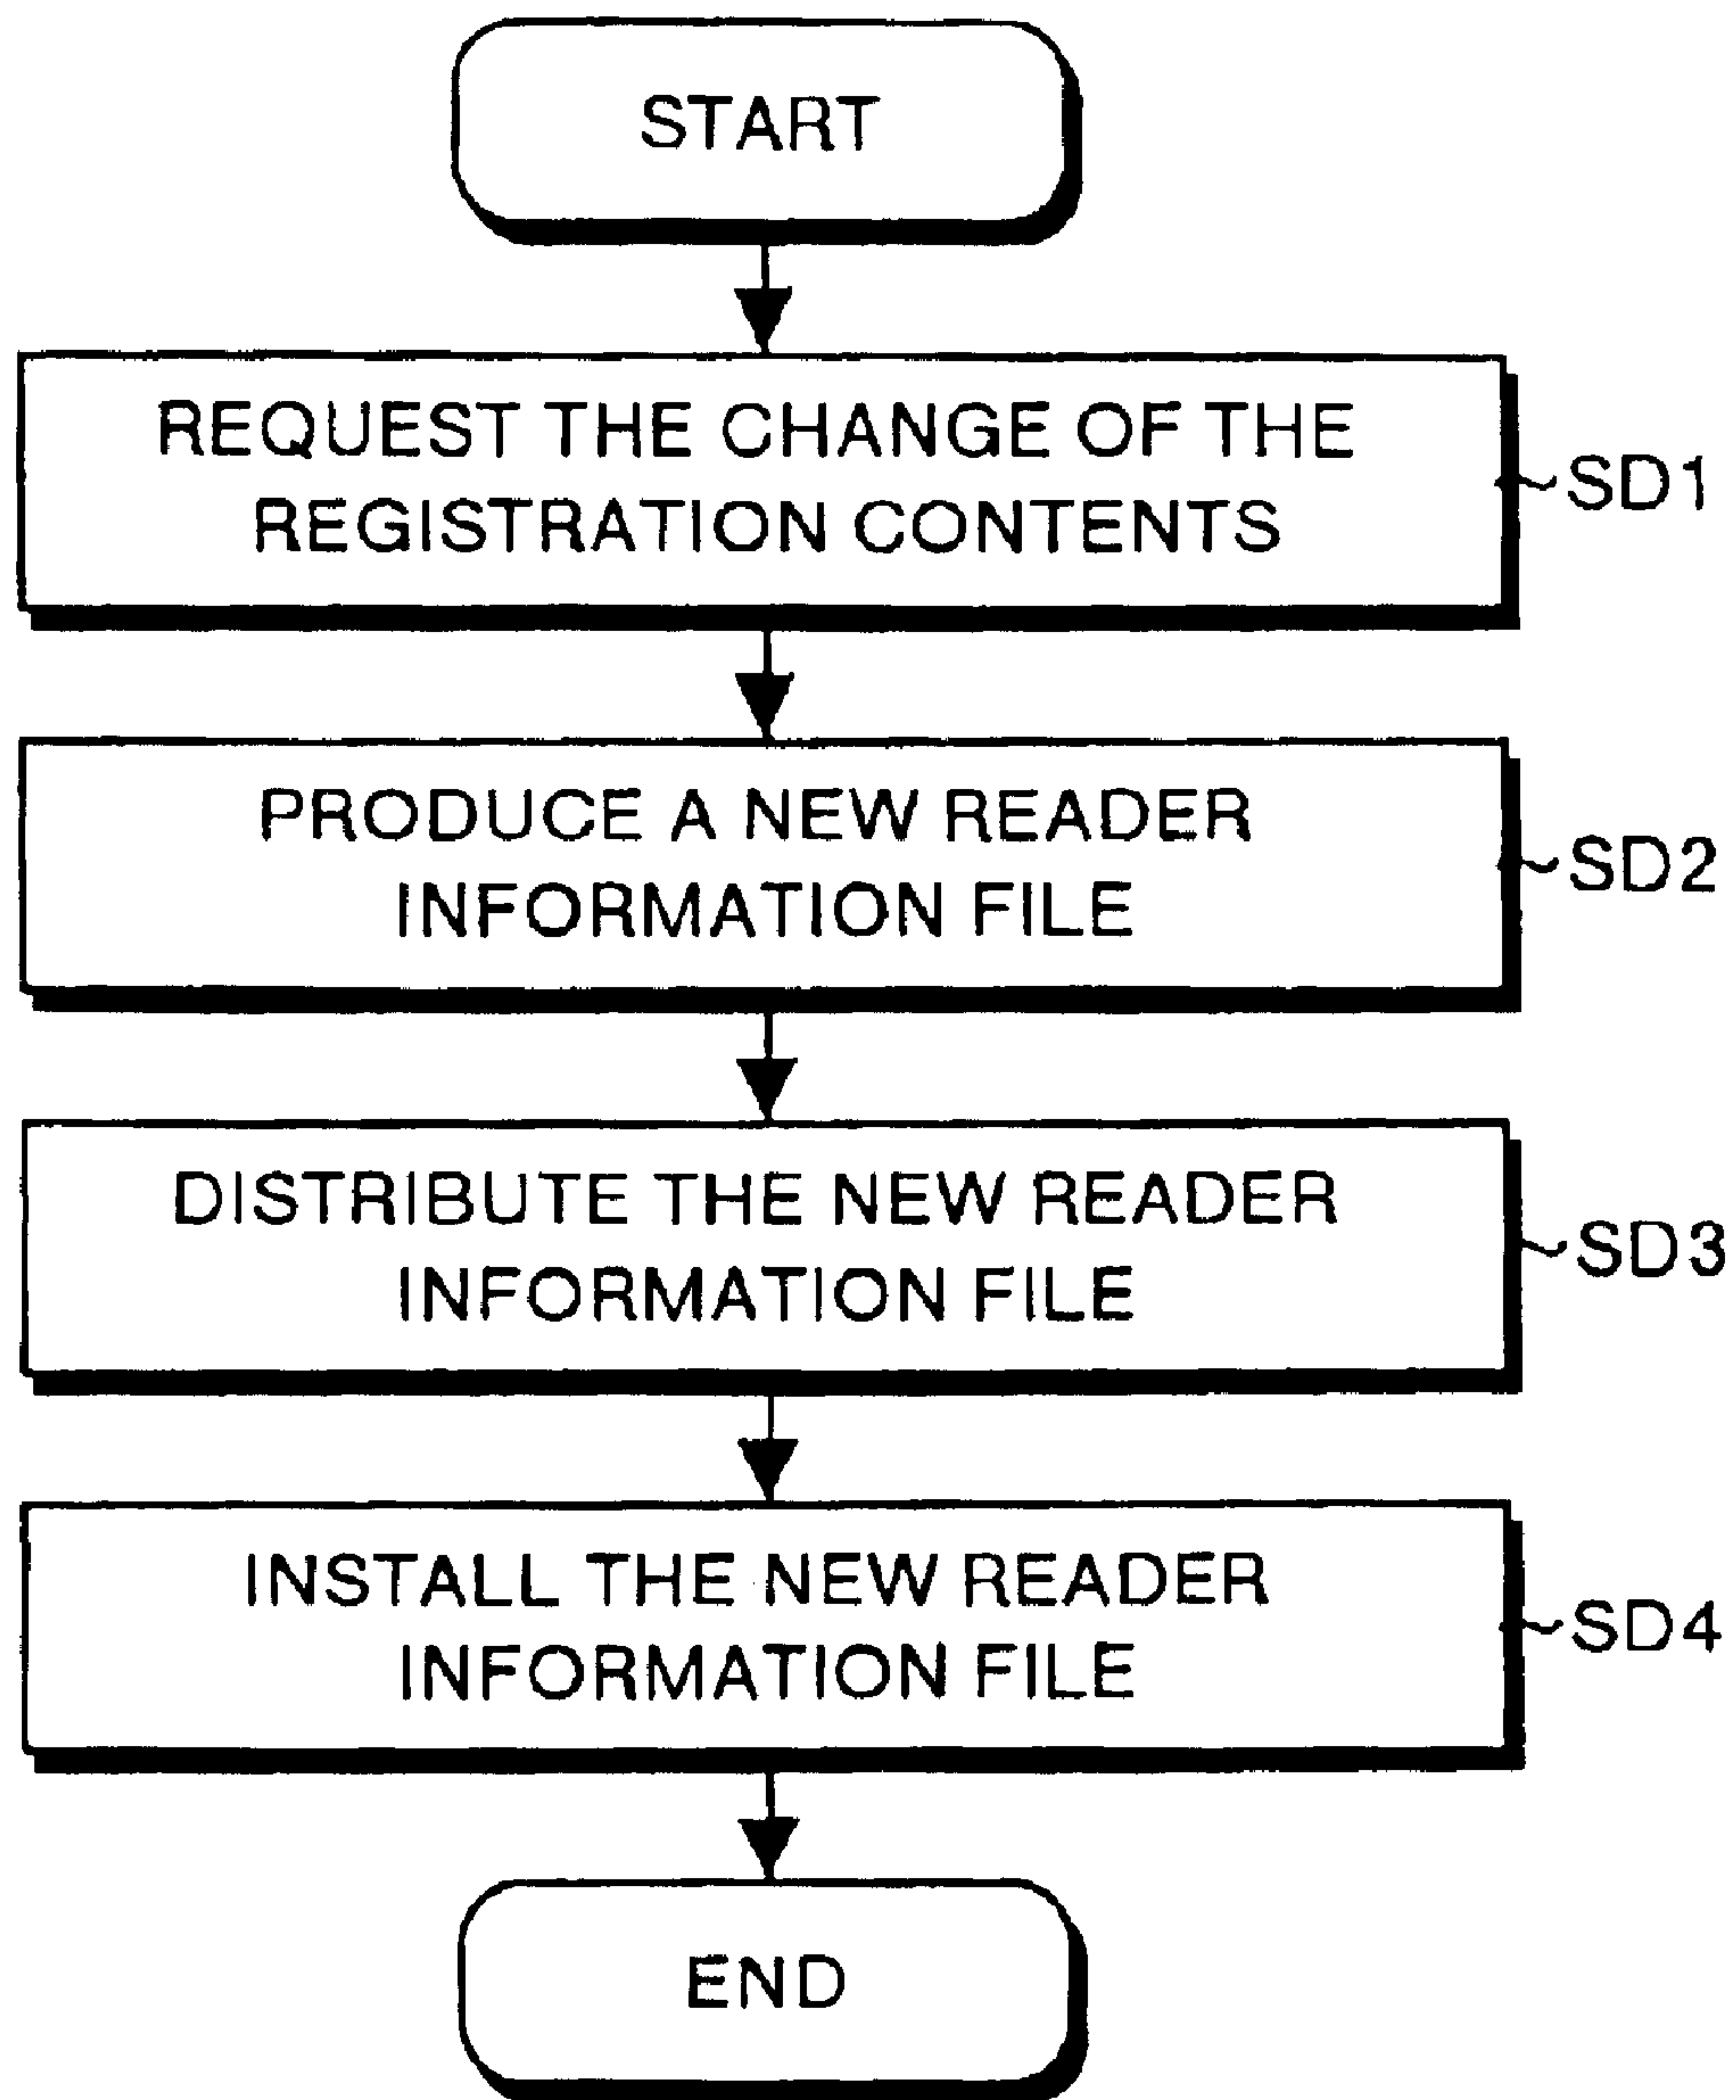 START
REQUEST THE CHANGE OF THE
REGISTRATION CONTENTS
SD1
PRODUCE A NEW READER
INFORMATION FILE
SD2
DISTRIBUTE THE NEW READER
INFORMATION FILE
SD3
INSTALL THE NEW READER
INFORMATION FILE
SD4
END